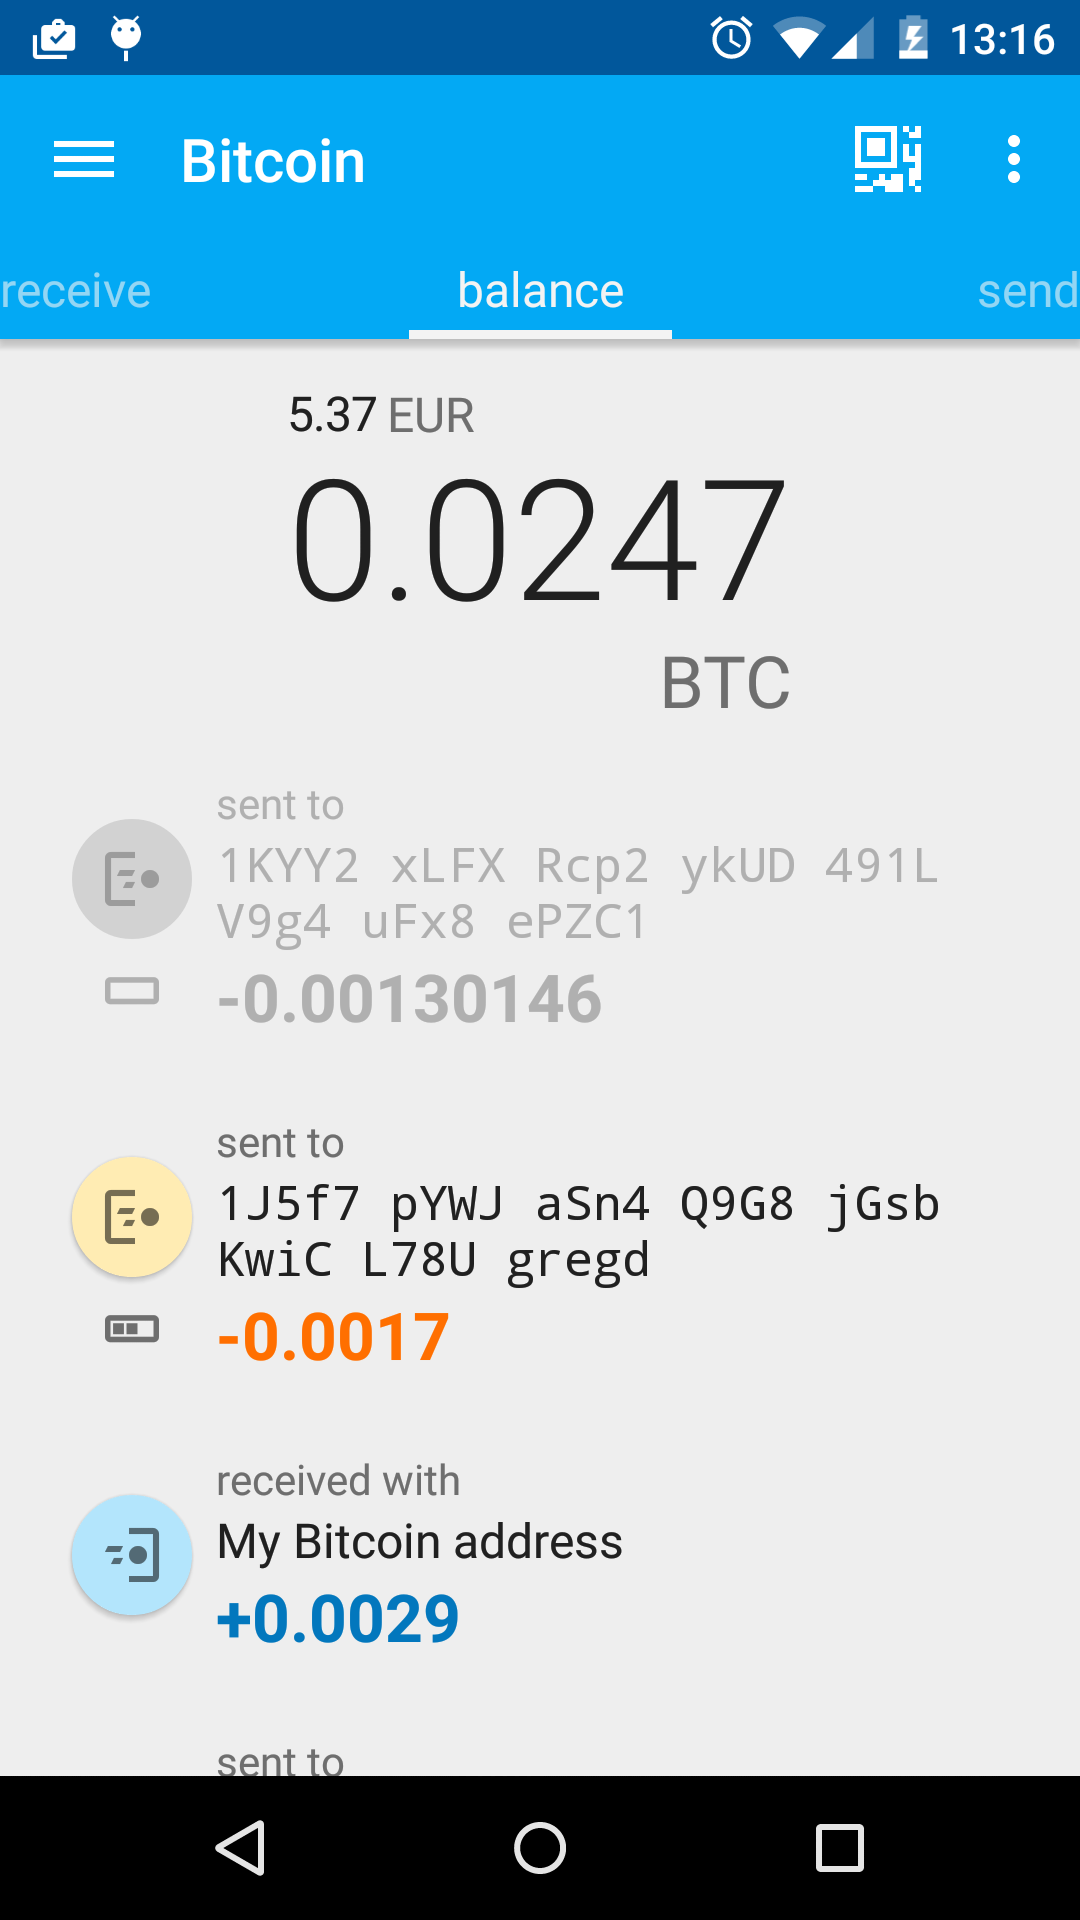 13:16
Bitcoin
receive balance send
5.37 EUR
0.0247
BTC
sent to
1KYY2 xLFX Rcp2 ykUD 491L
V9g4 uFx8 ePZC1
-0.00130146
sent to
1J5f7 pYWJ aSn4 Q9G8 jGsb
KwiC L78U gregd
-0.0017
received with
My Bitcoin address
+0.0029
sent to